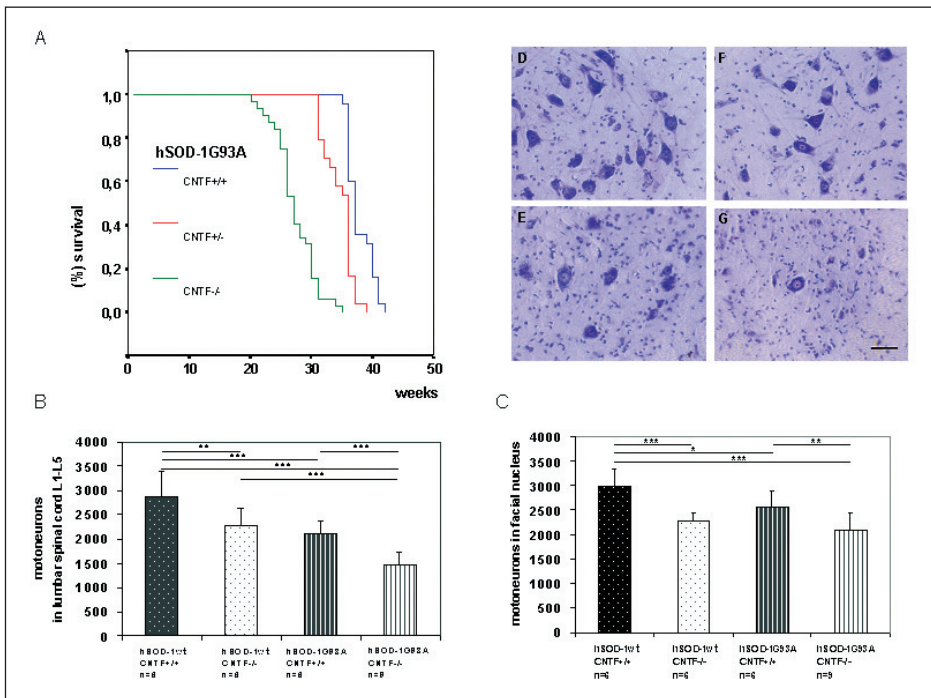 A
1,0
0,8
0,6
0,4
0,2
0,0
(%) survival
hSOD-1G93A
CNTF+/+
CNTF+/-
CNTF-/-
0 10 20 30 40 50
weeks
D
F
E
G
B
4000
3500
3000
2500
2000
1500
1000
500
0
motoneurons
in lumbar spinal cord L1-L5
** ***
***
***
***
hSOD-1wt hSOD-1wt hSOD-1G93A hSOD-1G93A
CNTF+/+ CNTF-/- CNTF+/+ CNTF-/-
n=6 n=6 n=6 n=9
C
4000
3500
3000
2500
2000
1500
1000
500
0
motoneurons in facial nucleus
*** **
*
***
hSOD-1wt hSOD-1wt hSOD-1G93A hSOD-1G93A
CNTF+/+ CNTF-/- CNTF+/+ CNTF-/-
n=6 n=6 n=6 n=9